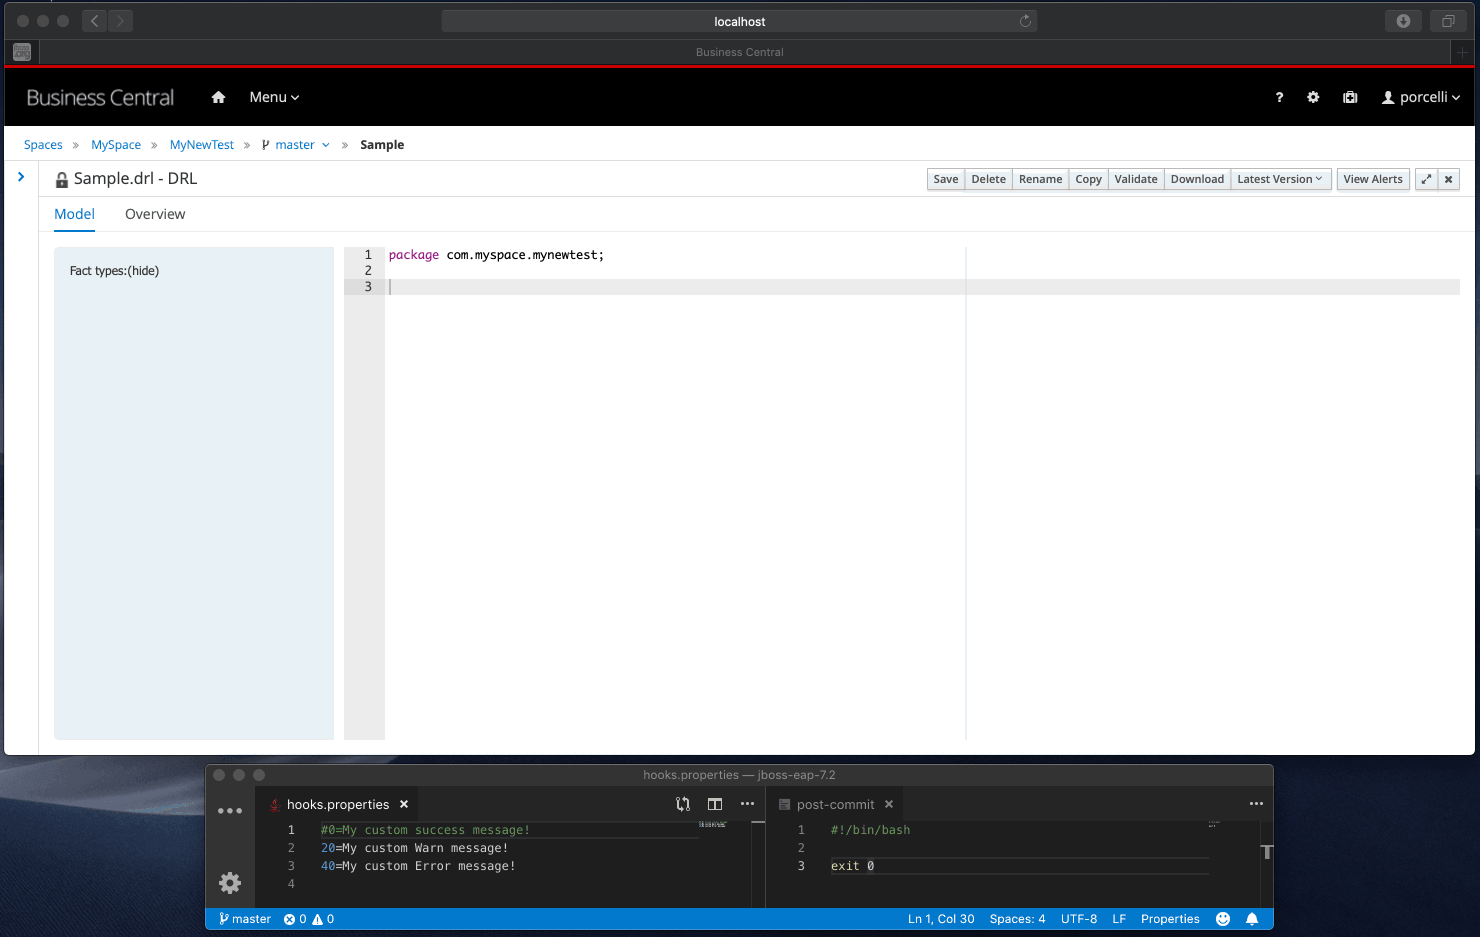 localhost
Business Central
Business Central Menu ? porcelli
Spaces » MySpace » MyNewTest » master » Sample
Sample.drl - DRL Save Delete Rename Copy Validate Download Latest Version View Alerts
Model Overview
Fact types:(hide)
1 package com.myspace.mynewtest;
2
3
hooks.properties — jboss-eap-7.2
hooks.properties
1 #0=My custom success message!
2 20=My custom Warn message!
3 40=My custom Error message!
4
post-commit
1 #!/bin/bash
2
3 exit 0
master 0 0 Ln 1, Col 30 Spaces: 4 UTF-8 LF Properties